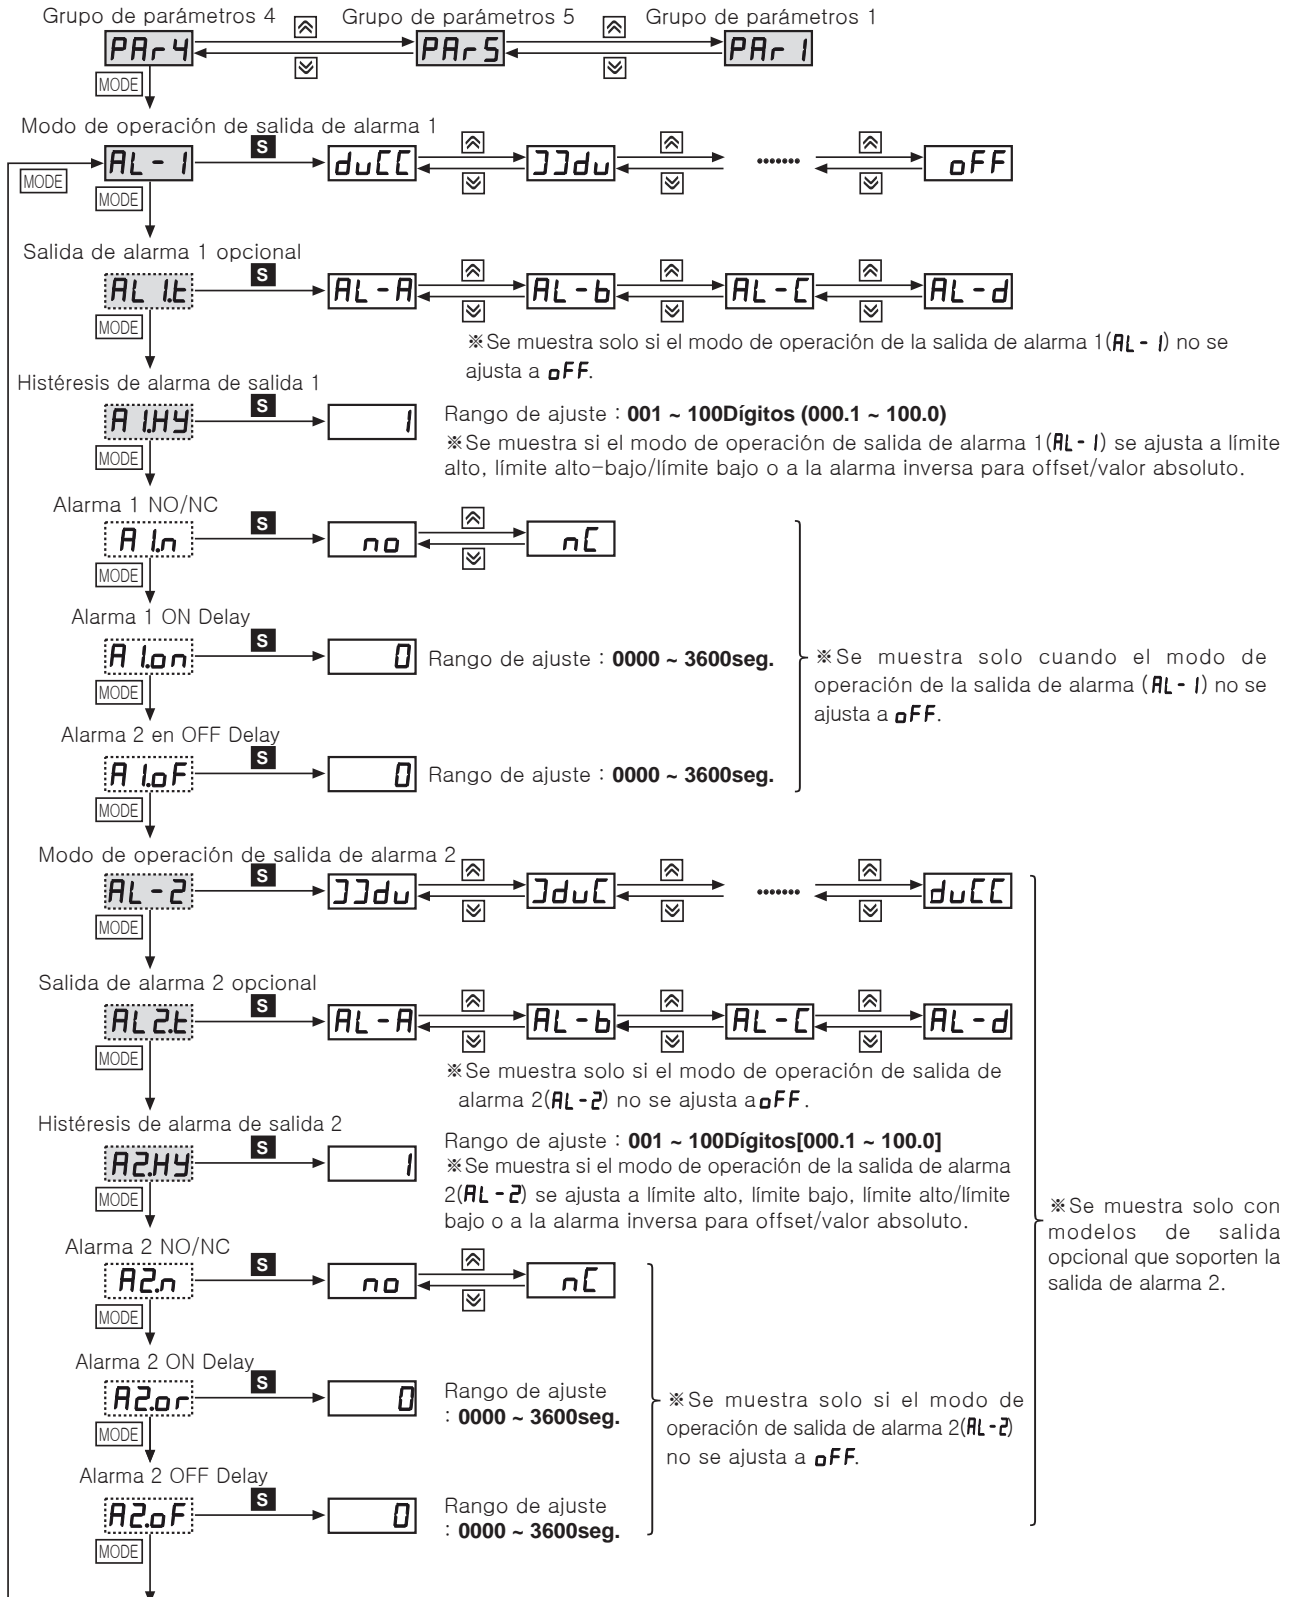 Grupo de parámetros 4 Grupo de parámetros 5 Grupo de parámetros 1
PAr4 PAr5 PAr1
MODE
Modo de operación de salida de alarma 1
MODE AL-1 S duCC ]]du ....... oFF
MODE
Salida de alarma 1 opcional
AL1.t S AL-A AL-b AL-C AL-d
MODE
※Se muestra solo si el modo de operación de la salida de alarma 1(AL-1) no se
ajusta a oFF.
Histéresis de alarma de salida 1
A1.HY S 1 Rango de ajuste : 001 ~ 100Dígitos (000.1 ~ 100.0)
MODE
※Se muestra si el modo de operación de salida de alarma 1(AL-1) se ajusta a límite
alto, límite alto-bajo/límite bajo o a la alarma inversa para offset/valor absoluto.
Alarma 1 NO/NC
A1.n S no nC
MODE
Alarma 1 ON Delay
A1.on S 0 Rango de ajuste : 0000 ~ 3600seg.
MODE
※Se muestra solo cuando el modo de
operación de la salida de alarma (AL-1) no se
ajusta a oFF.
Alarma 2 en OFF Delay
A1.oF S 0 Rango de ajuste : 0000 ~ 3600seg.
MODE
Modo de operación de salida de alarma 2
AL-2 S ]]du ]duC ....... duCC
MODE
Salida de alarma 2 opcional
AL2.t S AL-A AL-b AL-C AL-d
MODE
※Se muestra solo si el modo de operación de salida de
alarma 2(AL-2) no se ajusta a oFF.
Histéresis de alarma de salida 2
A2.HY S 1 Rango de ajuste : 001 ~ 100Dígitos[000.1 ~ 100.0]
MODE
※Se muestra si el modo de operación de la salida de alarma
2(AL-2) se ajusta a límite alto, límite bajo, límite alto/límite
bajo o a la alarma inversa para offset/valor absoluto.
※Se muestra solo con
modelos de salida
opcional que soporten la
salida de alarma 2.
Alarma 2 NO/NC
A2.n S no nC
MODE
Alarma 2 ON Delay
A2.or S 0 Rango de ajuste
: 0000 ~ 3600seg.
MODE
※Se muestra solo si el modo de
operación de salida de alarma 2(AL-2)
no se ajusta a oFF.
Alarma 2 OFF Delay
A2.oF S 0 Rango de ajuste
: 0000 ~ 3600seg.
MODE